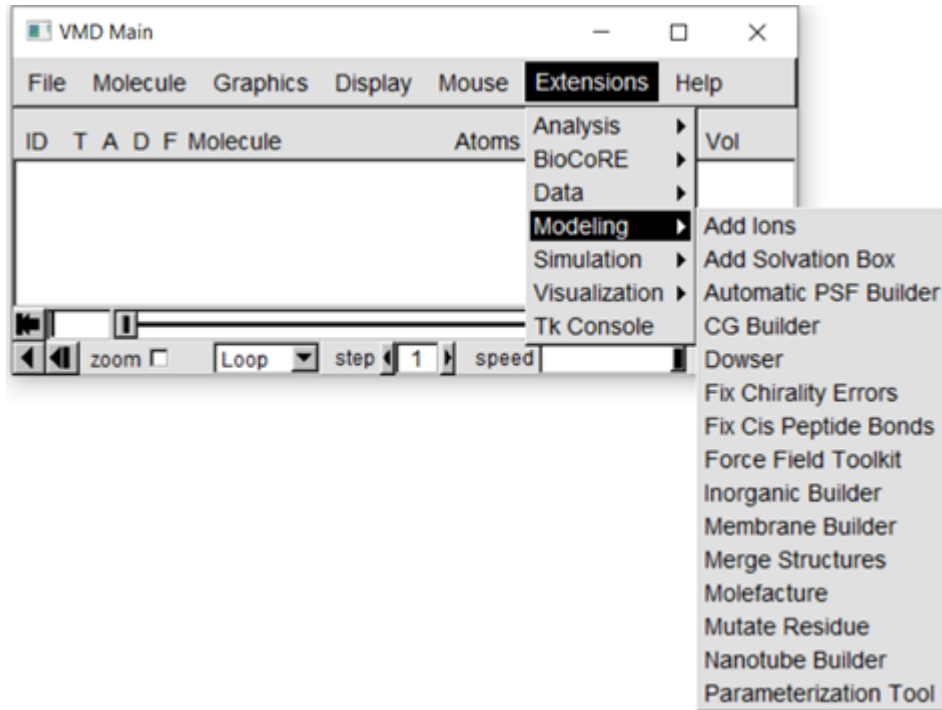 VMD Main
File Molecule Graphics Display Mouse Extensions Help
ID T A D F Molecule Atoms Vol
Analysis
BioCoRE
Data
Modeling
Simulation
Visualization
Tk Console
Add Ions
Add Solvation Box
Automatic PSF Builder
CG Builder
Dowser
Fix Chirality Errors
Fix Cis Peptide Bonds
Force Field Toolkit
Inorganic Builder
Membrane Builder
Merge Structures
Molefacture
Mutate Residue
Nanotube Builder
Parameterization Tool
zoom Loop step 1 speed